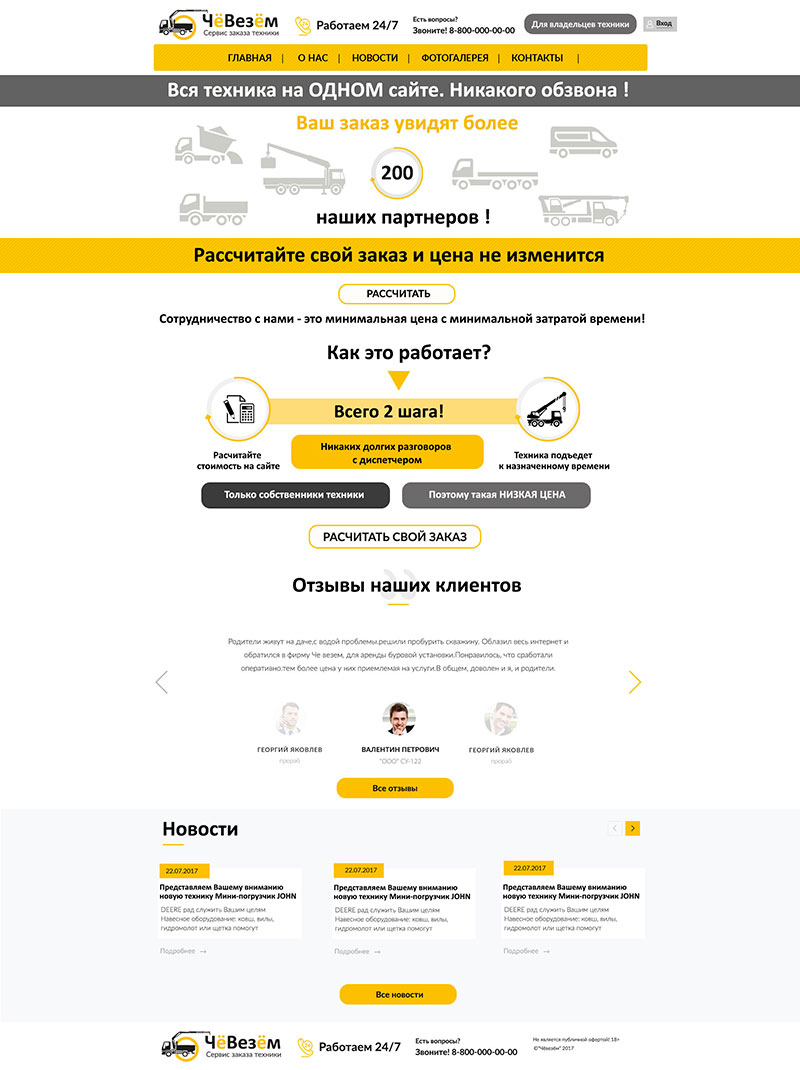 ЧёВезём
Сервис заказа техники
Работаем 24/7
Есть вопросы?
Звоните! 8-800-000-00-00
Для владельцев техники
Вход
ГЛАВНАЯ | О НАС | НОВОСТИ | ФОТОГАЛЕРЕЯ | КОНТАКТЫ |
Вся техника на ОДНОМ сайте. Никакого обзвона !
Ваш заказ увидят более
200
наших партнеров !
Рассчитайте свой заказ и цена не изменится
РАССЧИТАТЬ
Сотрудничество с нами - это минимальная цена с минимальной затратой времени!
Как это работает?
Всего 2 шага!
Расчитайте
стоимость на сайте
Никаких долгих разговоров
с диспетчером
Техника подъедет
к назначенному времени
Только собственники техники
Поэтому такая НИЗКАЯ ЦЕНА
РАСЧИТАТЬ СВОЙ ЗАКАЗ
Отзывы наших клиентов
Родители живут на даче,с водой проблемы.решили пробурить скважину. Облазил весь интернет и
обратился в фирму Че везем, для аренды буровой установки.Понравилось, что сработали
оперативно.тем более цена у них приемлемая на услуги.В общем, доволен и я, и родители.
ГЕОРГИЙ ЯКОВЛЕВ
прораб
ВАЛЕНТИН ПЕТРОВИЧ
"ООО" СУ-122
ГЕОРГИЙ ЯКОВЛЕВ
прораб
Все отзывы
Новости
22.07.2017
Представляем Вашему вниманию
новую технику Мини-погрузчик JOHN
DEERE рад служить Вашим целям
Навесное оборудование: ковш, вилы,
гидромолот или щетка помогут
Подробнее →
22.07.2017
Представляем Вашему вниманию
новую технику Мини-погрузчик JOHN
DEERE рад служить Вашим целям
Навесное оборудование: ковш, вилы,
гидромолот или щетка помогут
Подробнее →
22.07.2017
Представляем Вашему вниманию
новую технику Мини-погрузчик JOHN
DEERE рад служить Вашим целям
Навесное оборудование: ковш, вилы,
гидромолот или щетка помогут
Подробнее →
Все новости
ЧёВезём
Сервис заказа техники
Работаем 24/7
Есть вопросы?
Звоните! 8-800-000-00-00
Не является публичной офертой! 18+
©"Чёвезём" 2017